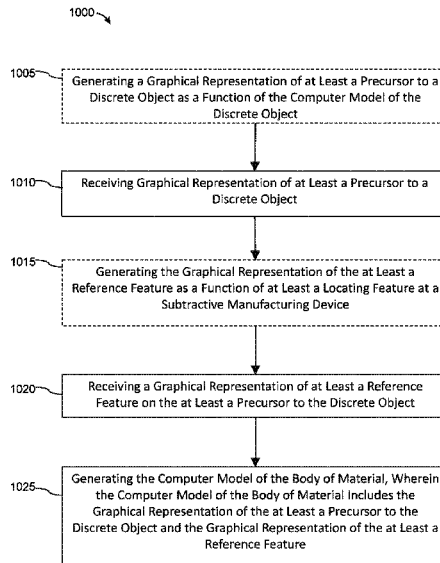 1000
1005
Generating a Graphical Representation of at Least a Precursor to a
Discrete Object as a Function of the Computer Model of the
Discrete Object
1010
Receiving Graphical Representation of at Least a Precursor to a
Discrete Object
1015
Generating the Graphical Representation of the at Least a
Reference Feature as a Function of at Least a Locating Feature at a
Subtractive Manufacturing Device
1020
Receiving a Graphical Representation of at Least a Reference
Feature on the at Least a Precursor to the Discrete Object
1025
Generating the Computer Model of the Body of Material, Wherein
the Computer Model of the Body of Material Includes the
Graphical Representation of the at Least a Precursor to the
Discrete Object and the Graphical Representation of the at Least a
Reference Feature